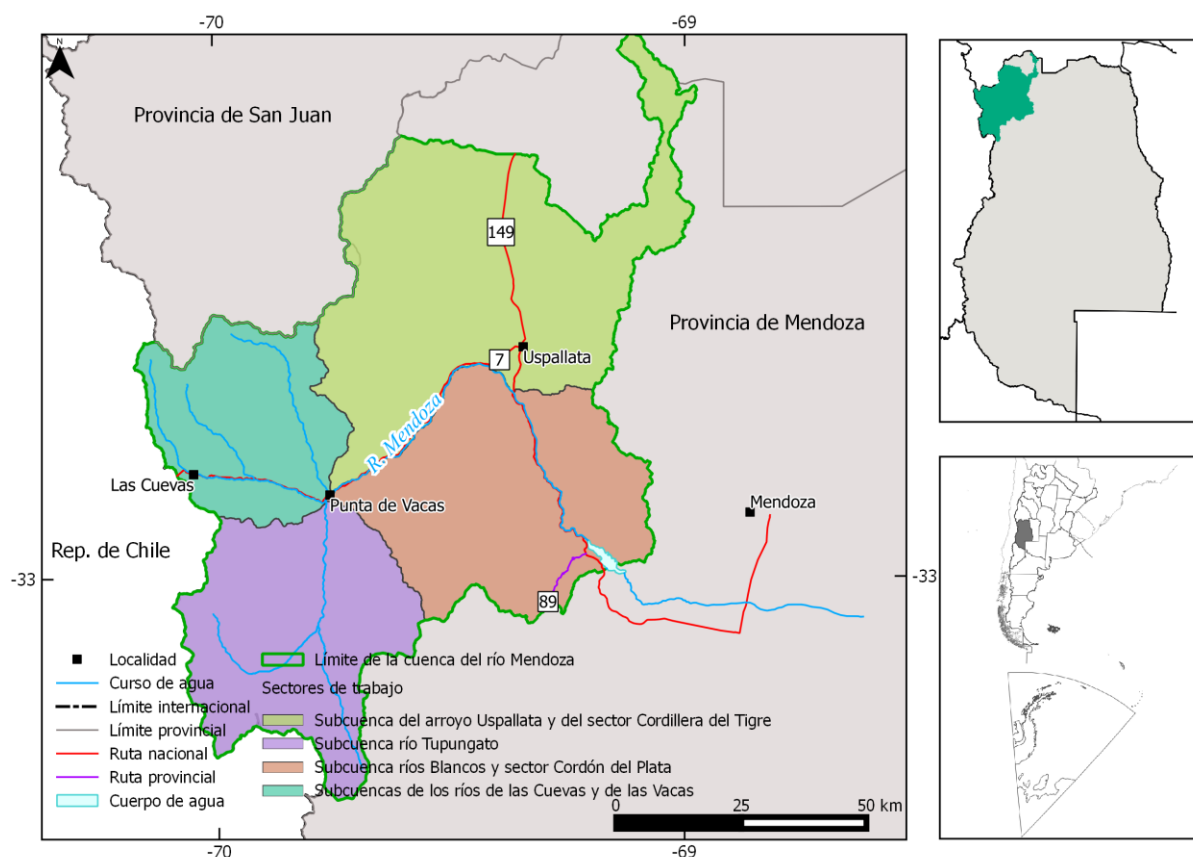 -70
-69
N
Provincia de San Juan
149
Provincia de Mendoza
7
Uspallata
R. Mendoza
Las Cuevas
Punta de Vacas
Mendoza
Rep. de Chile
-33
-33
89
Localidad
Curso de agua
Límite internacional
Límite provincial
Ruta nacional
Ruta provincial
Cuerpo de agua
Límite de la cuenca del río Mendoza
Sectores de trabajo
Subcuenca del arroyo Uspallata y del sector Cordillera del Tigre
Subcuenca río Tupungato
Subcuenca ríos Blancos y sector Cordón del Plata
Subcuencas de los ríos de las Cuevas y de las Vacas
0
25
50 km
-70
-69